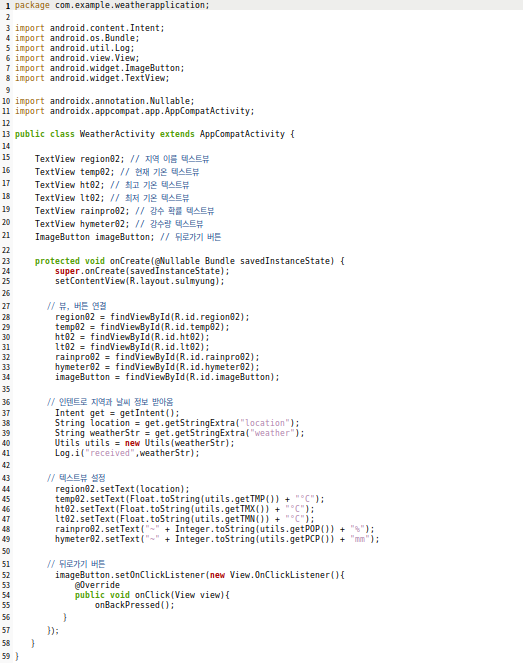 1 package com.example.weatherapplication;
2
3 import android.content.Intent;
4 import android.os.Bundle;
5 import android.util.Log;
6 import android.view.View;
7 import android.widget.ImageButton;
8 import android.widget.TextView;
9
10 import androidx.annotation.Nullable;
11 import androidx.appcompat.app.AppCompatActivity;
12
13 public class WeatherActivity extends AppCompatActivity {
14
15 TextView region02; // 지역 이름 텍스트뷰
16 TextView temp02; // 현재 기온 텍스트뷰
17 TextView ht02; // 최고 기온 텍스트뷰
18 TextView lt02; // 최저 기온 텍스트뷰
19 TextView rainpro02; // 강수 확률 텍스트뷰
20 TextView hymeter02; // 강수량 텍스트뷰
21 ImageButton imageButton; // 뒤로가기 버튼
22
23 protected void onCreate(@Nullable Bundle savedInstanceState) {
24 super.onCreate(savedInstanceState);
25 setContentView(R.layout.sulmyung);
26
27 // 뷰, 버튼 연결
28 region02 = findViewById(R.id.region02);
29 temp02 = findViewById(R.id.temp02);
30 ht02 = findViewById(R.id.ht02);
31 lt02 = findViewById(R.id.lt02);
32 rainpro02 = findViewById(R.id.rainpro02);
33 hymeter02 = findViewById(R.id.hymeter02);
34 imageButton = findViewById(R.id.imageButton);
35
36 // 인텐트로 지역과 날씨 정보 받아옴
37 Intent get = getIntent();
38 String location = get.getStringExtra("location");
39 String weatherStr = get.getStringExtra("weather");
40 Utils utils = new Utils(weatherStr);
41 Log.i("received",weatherStr);
42
43 // 텍스트뷰 설정
44 region02.setText(location);
45 temp02.setText(Float.toString(utils.getTMP()) + "°C");
46 ht02.setText(Float.toString(utils.getTMX()) + "°C");
47 lt02.setText(Float.toString(utils.getTMN()) + "°C");
48 rainpro02.setText("~" + Integer.toString(utils.getPOP()) + "%");
49 hymeter02.setText("~" + Integer.toString(utils.getPCP()) + "mm");
50
51 // 뒤로가기 버튼
52 imageButton.setOnClickListener(new View.OnClickListener(){
53 @Override
54 public void onClick(View view){
55 onBackPressed();
56 }
57 });
58 }
59 }